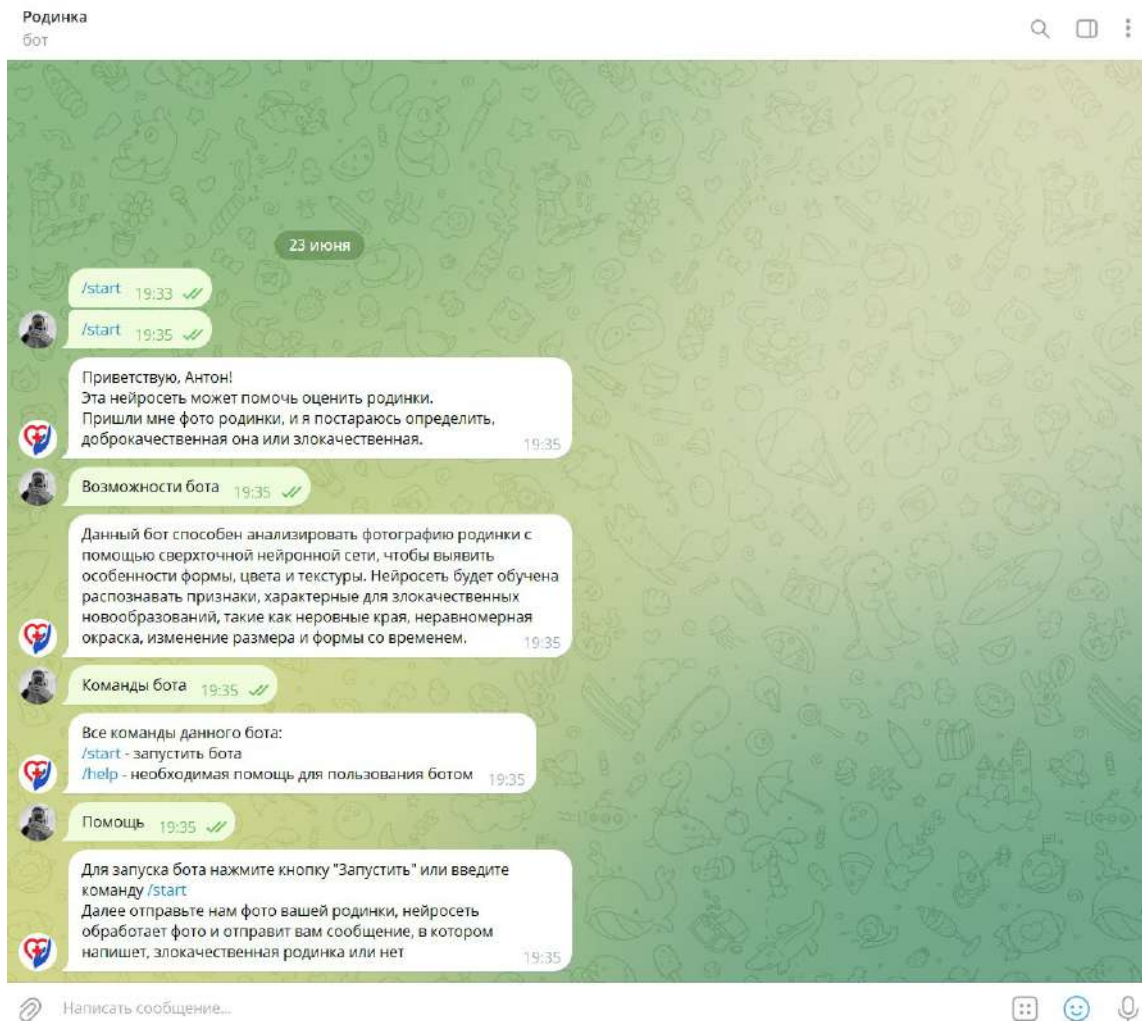 Родинка
бот
23 июня
/start 19:33
/start 19:35
Приветствую, Антон!
Эта нейросеть может помочь оценить родинки.
Пришли мне фото родинки, и я постараюсь определить,
доброкачественная она или злокачественная. 19:35
Возможности бота 19:35
Данный бот способен анализировать фотографию родинки с
помощью сверхточной нейронной сети, чтобы выявить
особенности формы, цвета и текстуры. Нейросеть будет обучена
распознавать признаки, характерные для злокачественных
новообразований, такие как неровные края, неравномерная
окраска, изменение размера и формы со временем. 19:35
Команды бота 19:35
Все команды данного бота:
/start - запустить бота
/help - необходимая помощь для пользования ботом 19:35
Помощь 19:35
Для запуска бота нажмите кнопку "Запустить" или введите
команду /start
Далее отправьте нам фото вашей родинки, нейросеть
обработает фото и отправит вам сообщение, в котором
напишет, злокачественная родинка или нет 19:35
Написать сообщение...